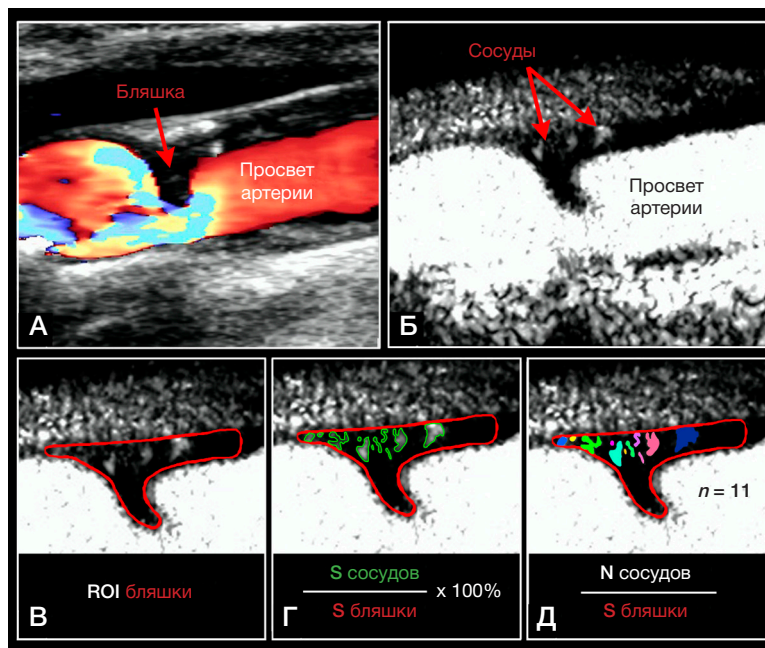 Бляшка
Просвет
артерии
А
Сосуды
Просвет
артерии
Б
ROI бляшки
В
S сосудов
S бляшки
x 100%
Г
n = 11
N сосудов
S бляшки
Д